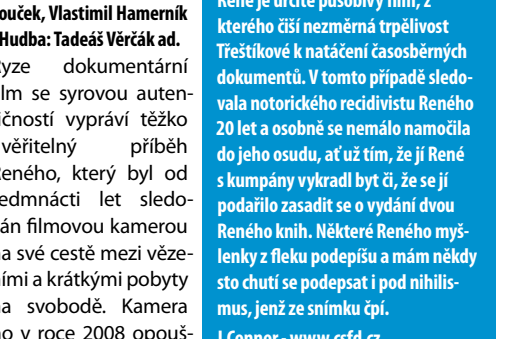 ouček, Vlastimil Hamerník
Hudba: Tadeáš Věrčák ad.
yze dokumentární
lm se syrovou auten-
ičností vypráví těžko
věřitelný příběh
eného, který byl od
edmnácti let sledo-
án filmovou kamerou
a své cestě mezi věze-
ími a krátkými pobyty
a svobodě. Kamera
o v roce 2008 opouš-
René je určitě působivý film, z
kterého čiší nezměrná trpělivost
Třeštíkové k natáčení časosběrných
dokumentů. V tomto případě sledo-
vala notorického recidivistu Reného
20 let a osobně se nemálo namočila
do jeho osudu, ať už tím, že jí René
s kumpány vykradl byt či, že se jí
podařilo zasadit se o vydání dvou
Reného knih. Některé Reného myš-
lenky z fleku podepíšu a mám někdy
sto chutí se podepsat i pod nihilis-
mus, jenž ze snímku čpí.
J.Connor - www.csfd.cz